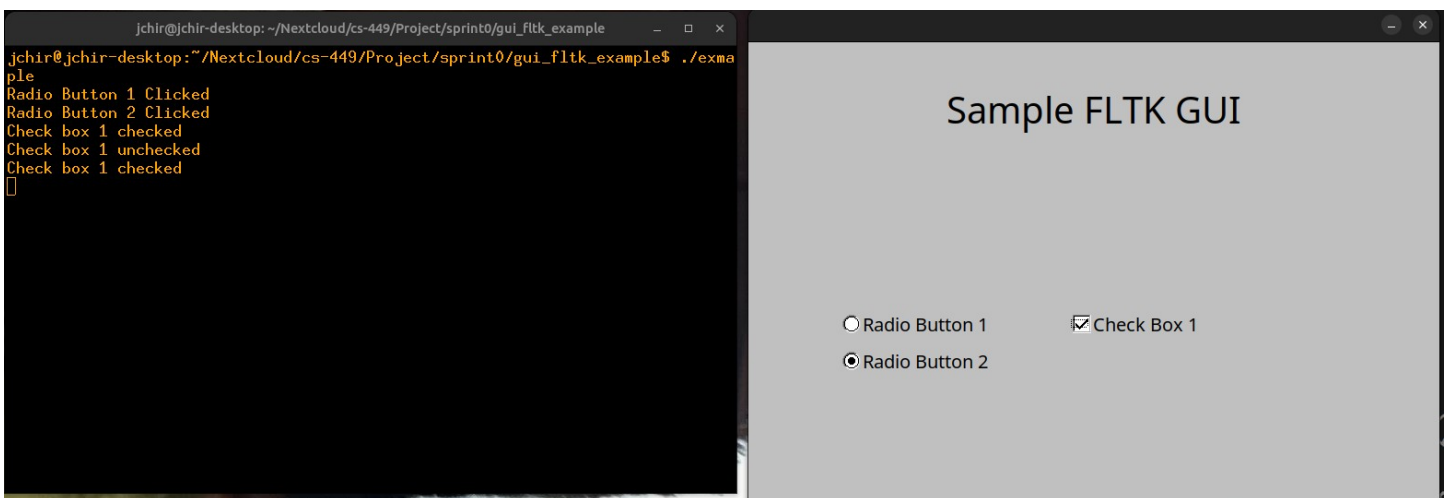 jchir@jchir-desktop: ~/Nextcloud/cs-449/Project/sprint0/gui_fltk_example
jchir@jchir-desktop:~/Nextcloud/cs-449/Project/sprint0/gui_fltk_example$ ./exma
ple
Radio Button 1 Clicked
Radio Button 2 Clicked
Check box 1 checked
Check box 1 unchecked
Check box 1 checked
Sample FLTK GUI
Radio Button 1
Check Box 1
Radio Button 2